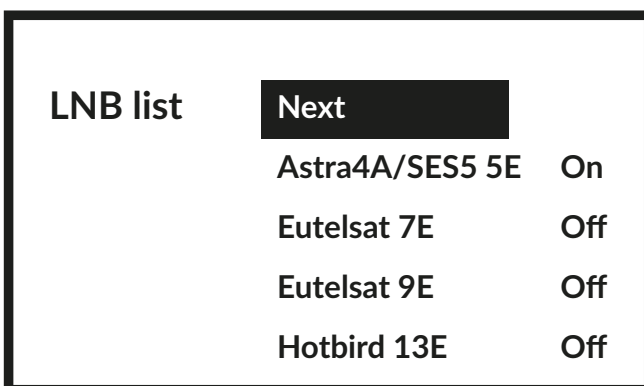 LNB list Next
Astra4A/SES5 5E On
Eutelsat 7E Off
Eutelsat 9E Off
Hotbird 13E Off